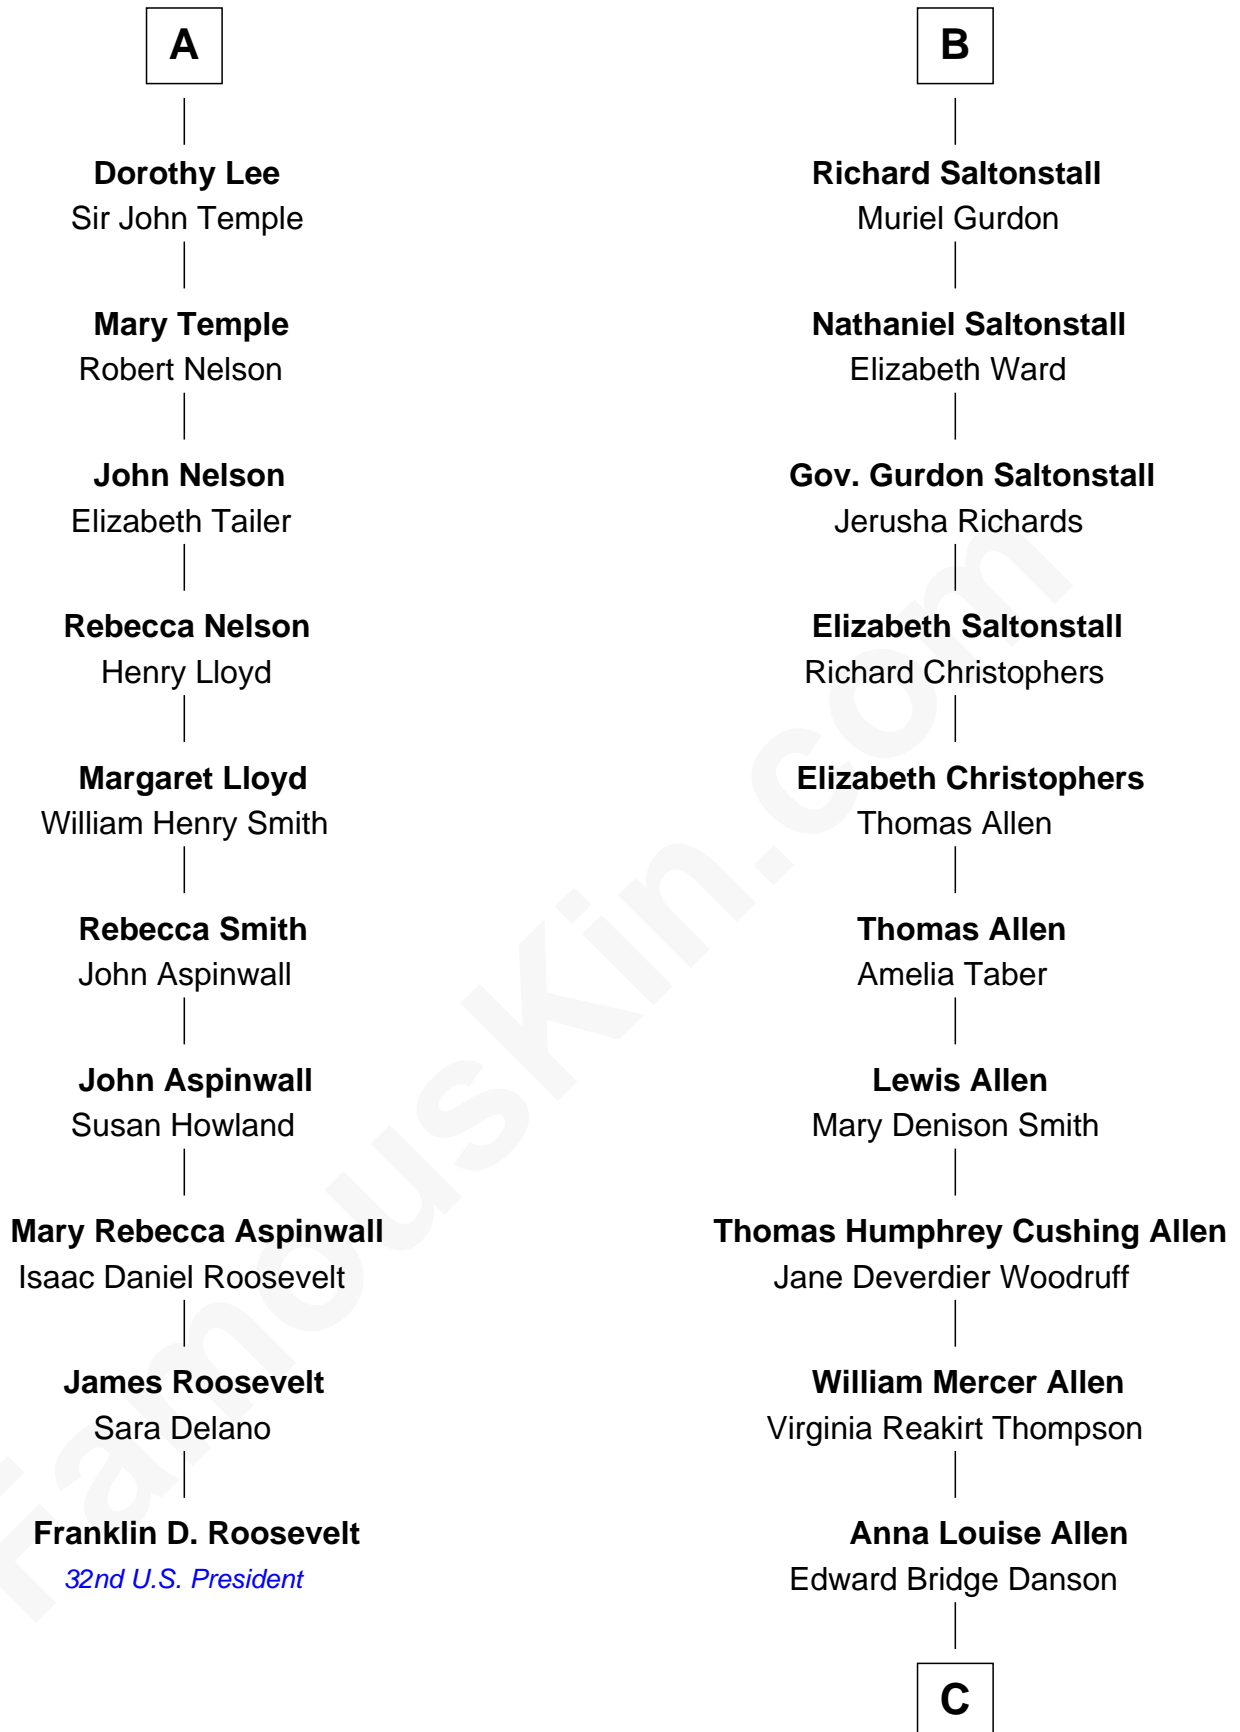 A
Dorothy Lee
Sir John Temple
Mary Temple
Robert Nelson
John Nelson
Elizabeth Tailer
Rebecca Nelson
Henry Lloyd
Margaret Lloyd
William Henry Smith
Rebecca Smith
John Aspinwall
John Aspinwall
Susan Howland
Mary Rebecca Aspinwall
Isaac Daniel Roosevelt
James Roosevelt
Sara Delano
Franklin D. Roosevelt
32nd U.S. President
B
Richard Saltonstall
Muriel Gurdon
Nathaniel Saltonstall
Elizabeth Ward
Gov. Gurdon Saltonstall
Jerusha Richards
Elizabeth Saltonstall
Richard Christophers
Elizabeth Christophers
Thomas Allen
Thomas Allen
Amelia Taber
Lewis Allen
Mary Denison Smith
Thomas Humphrey Cushing Allen
Jane Deverdier Woodruff
William Mercer Allen
Virginia Reakirt Thompson
Anna Louise Allen
Edward Bridge Danson
C
FamousKin.com